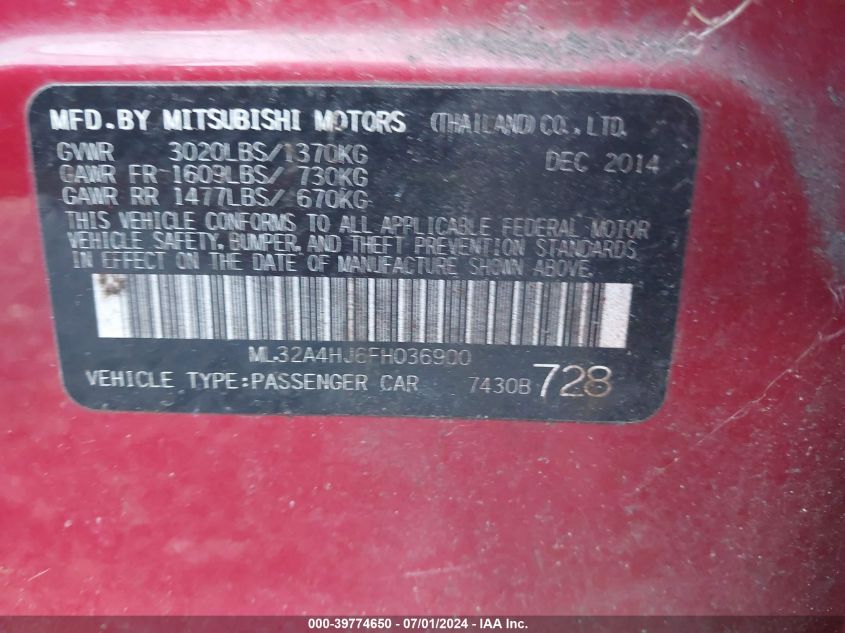 MFD. BY MITSUBISHI MOTORS (THAILAND) CO., LTD.
GVWR 3020LBS/1370KG DEC 2014
GAWR FR 1609LBS/ 730KG
GAWR RR 1477LBS/ 670KG
THIS VEHICLE CONFORMS TO ALL APPLICABLE FEDERAL MOTOR
VEHICLE SAFETY, BUMPER, AND THEFT PREVENTION STANDARDS
IN EFFECT ON THE DATE OF MANUFACTURE SHOWN ABOVE.
ML32A4HJ6FH036900
VEHICLE TYPE:PASSENGER CAR 7430B 728
000-39774650 / 07/01/2024 / IAA Inc.